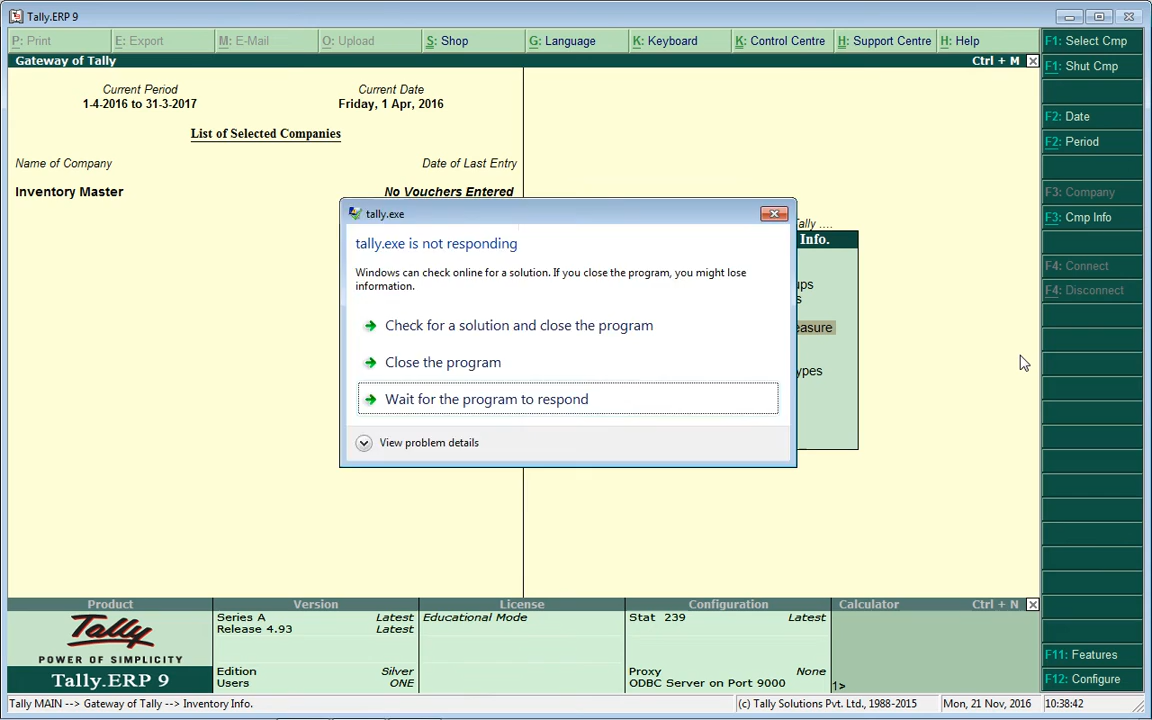 Tally.ERP 9
P: Print E: Export M: E-Mail O: Upload S: Shop G: Language K: Keyboard K: Control Centre H: Support Centre H: Help
F1: Select Cmp
Gateway of Tally Ctrl + M
F1: Shut Cmp
Current Period Current Date
1-4-2016 to 31-3-2017 Friday, 1 Apr, 2016
F2: Date
List of Selected Companies
F2: Period
Name of Company Date of Last Entry
Inventory Master No Vouchers Entered
F3: Company
tally.exe
F3: Cmp Info
Tally ....
Info.
tally.exe is not responding
F4: Connect
Windows can check online for a solution. If you close the program, you might lose
information.
ups
F4: Disconnect
s
Check for a solution and close the program
easure
Close the program
ypes
Wait for the program to respond
View problem details
Product Version License Configuration Calculator Ctrl + N
Tally
POWER OF SIMPLICITY
Tally.ERP 9
Series A Latest
Release 4.93 Latest
Edition Silver
Users ONE
Educational Mode
Stat 239 Latest
Proxy None
ODBC Server on Port 9000
1>
F11: Features
F12: Configure
Tally MAIN --> Gateway of Tally --> Inventory Info. (c) Tally Solutions Pvt. Ltd., 1988-2015 Mon, 21 Nov, 2016 10:38:42